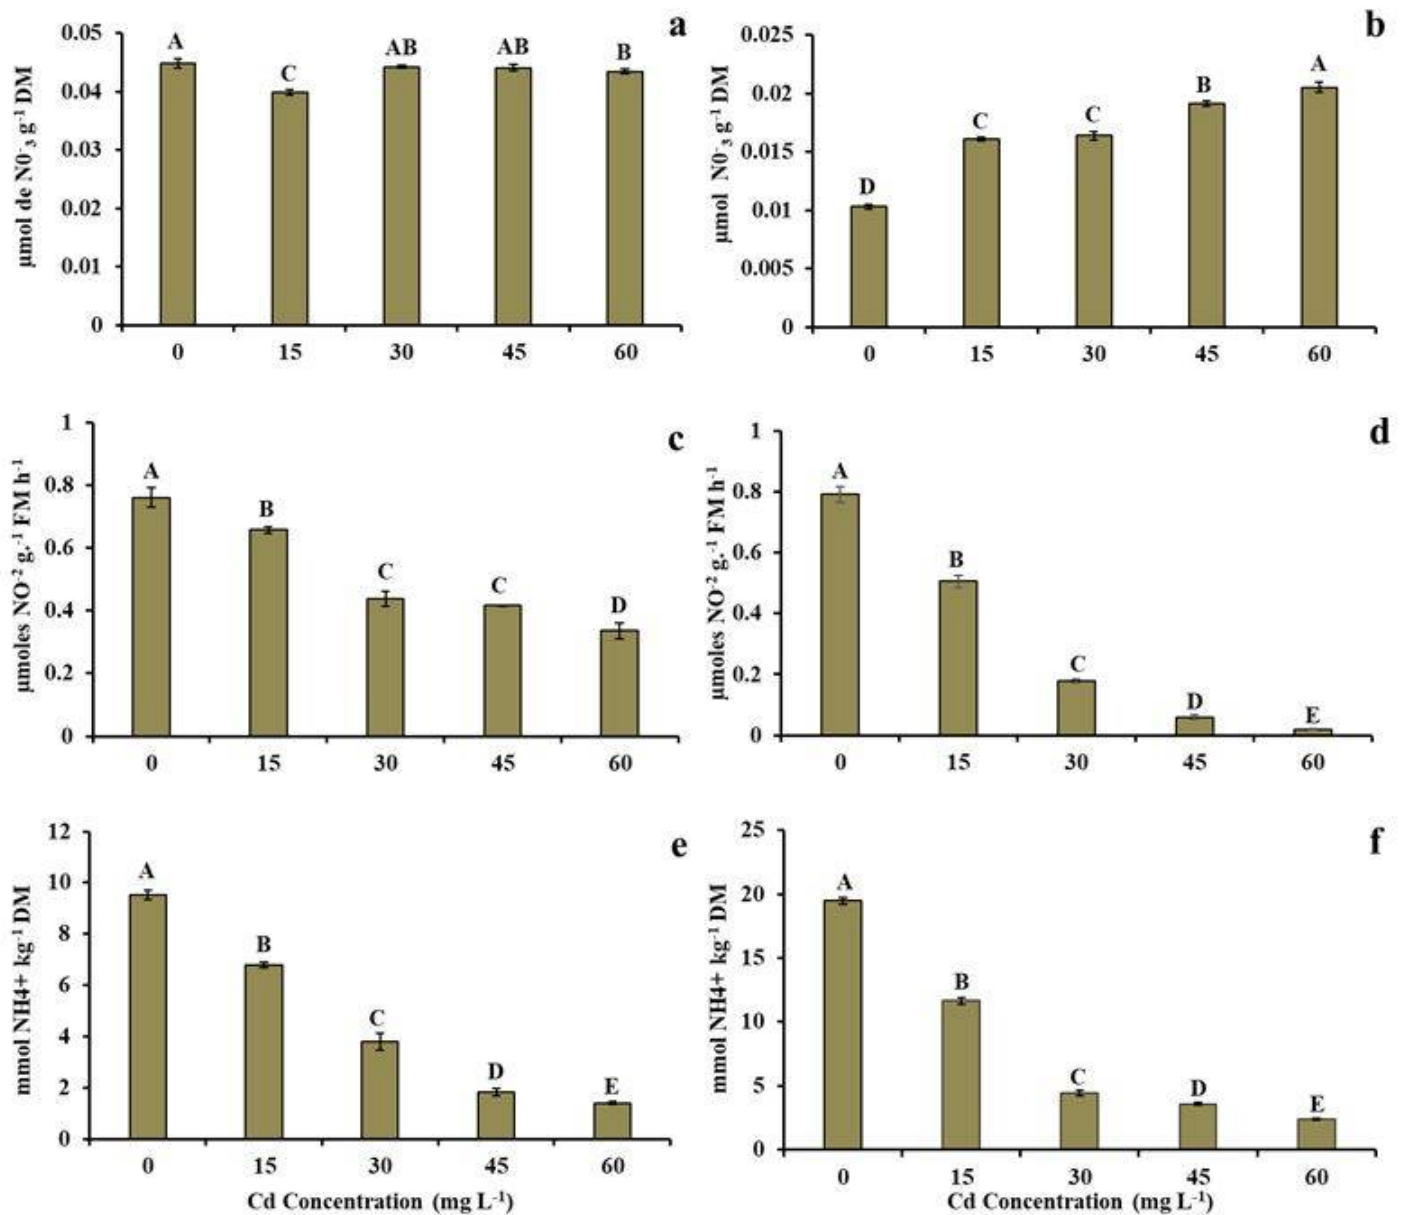 a
µmol de N0⁻₃ g⁻¹ DM
0.05
0.04
0.03
0.02
0.01
0
A
C
AB
AB
B
0 15 30 45 60
b
µmol N0⁻₃ g⁻¹ DM
0.025
0.02
0.015
0.01
0.005
0
D
C
C
B
A
0 15 30 45 60
c
µmoles NO⁻² g.⁻¹ FM h⁻¹
1
0.8
0.6
0.4
0.2
0
A
B
C
C
D
0 15 30 45 60
d
µmoles NO⁻² g.⁻¹ FM h⁻¹
1
0.8
0.6
0.4
0.2
0
A
B
C
D
E
0 15 30 45 60
e
mmol NH4+ kg⁻¹ DM
12
10
8
6
4
2
0
A
B
C
D
E
0 15 30 45 60
Cd Concentration (mg L⁻¹)
f
mmol NH4+ kg⁻¹ DM
25
20
15
10
5
0
A
B
C
D
E
0 15 30 45 60
Cd Concentration (mg L⁻¹)